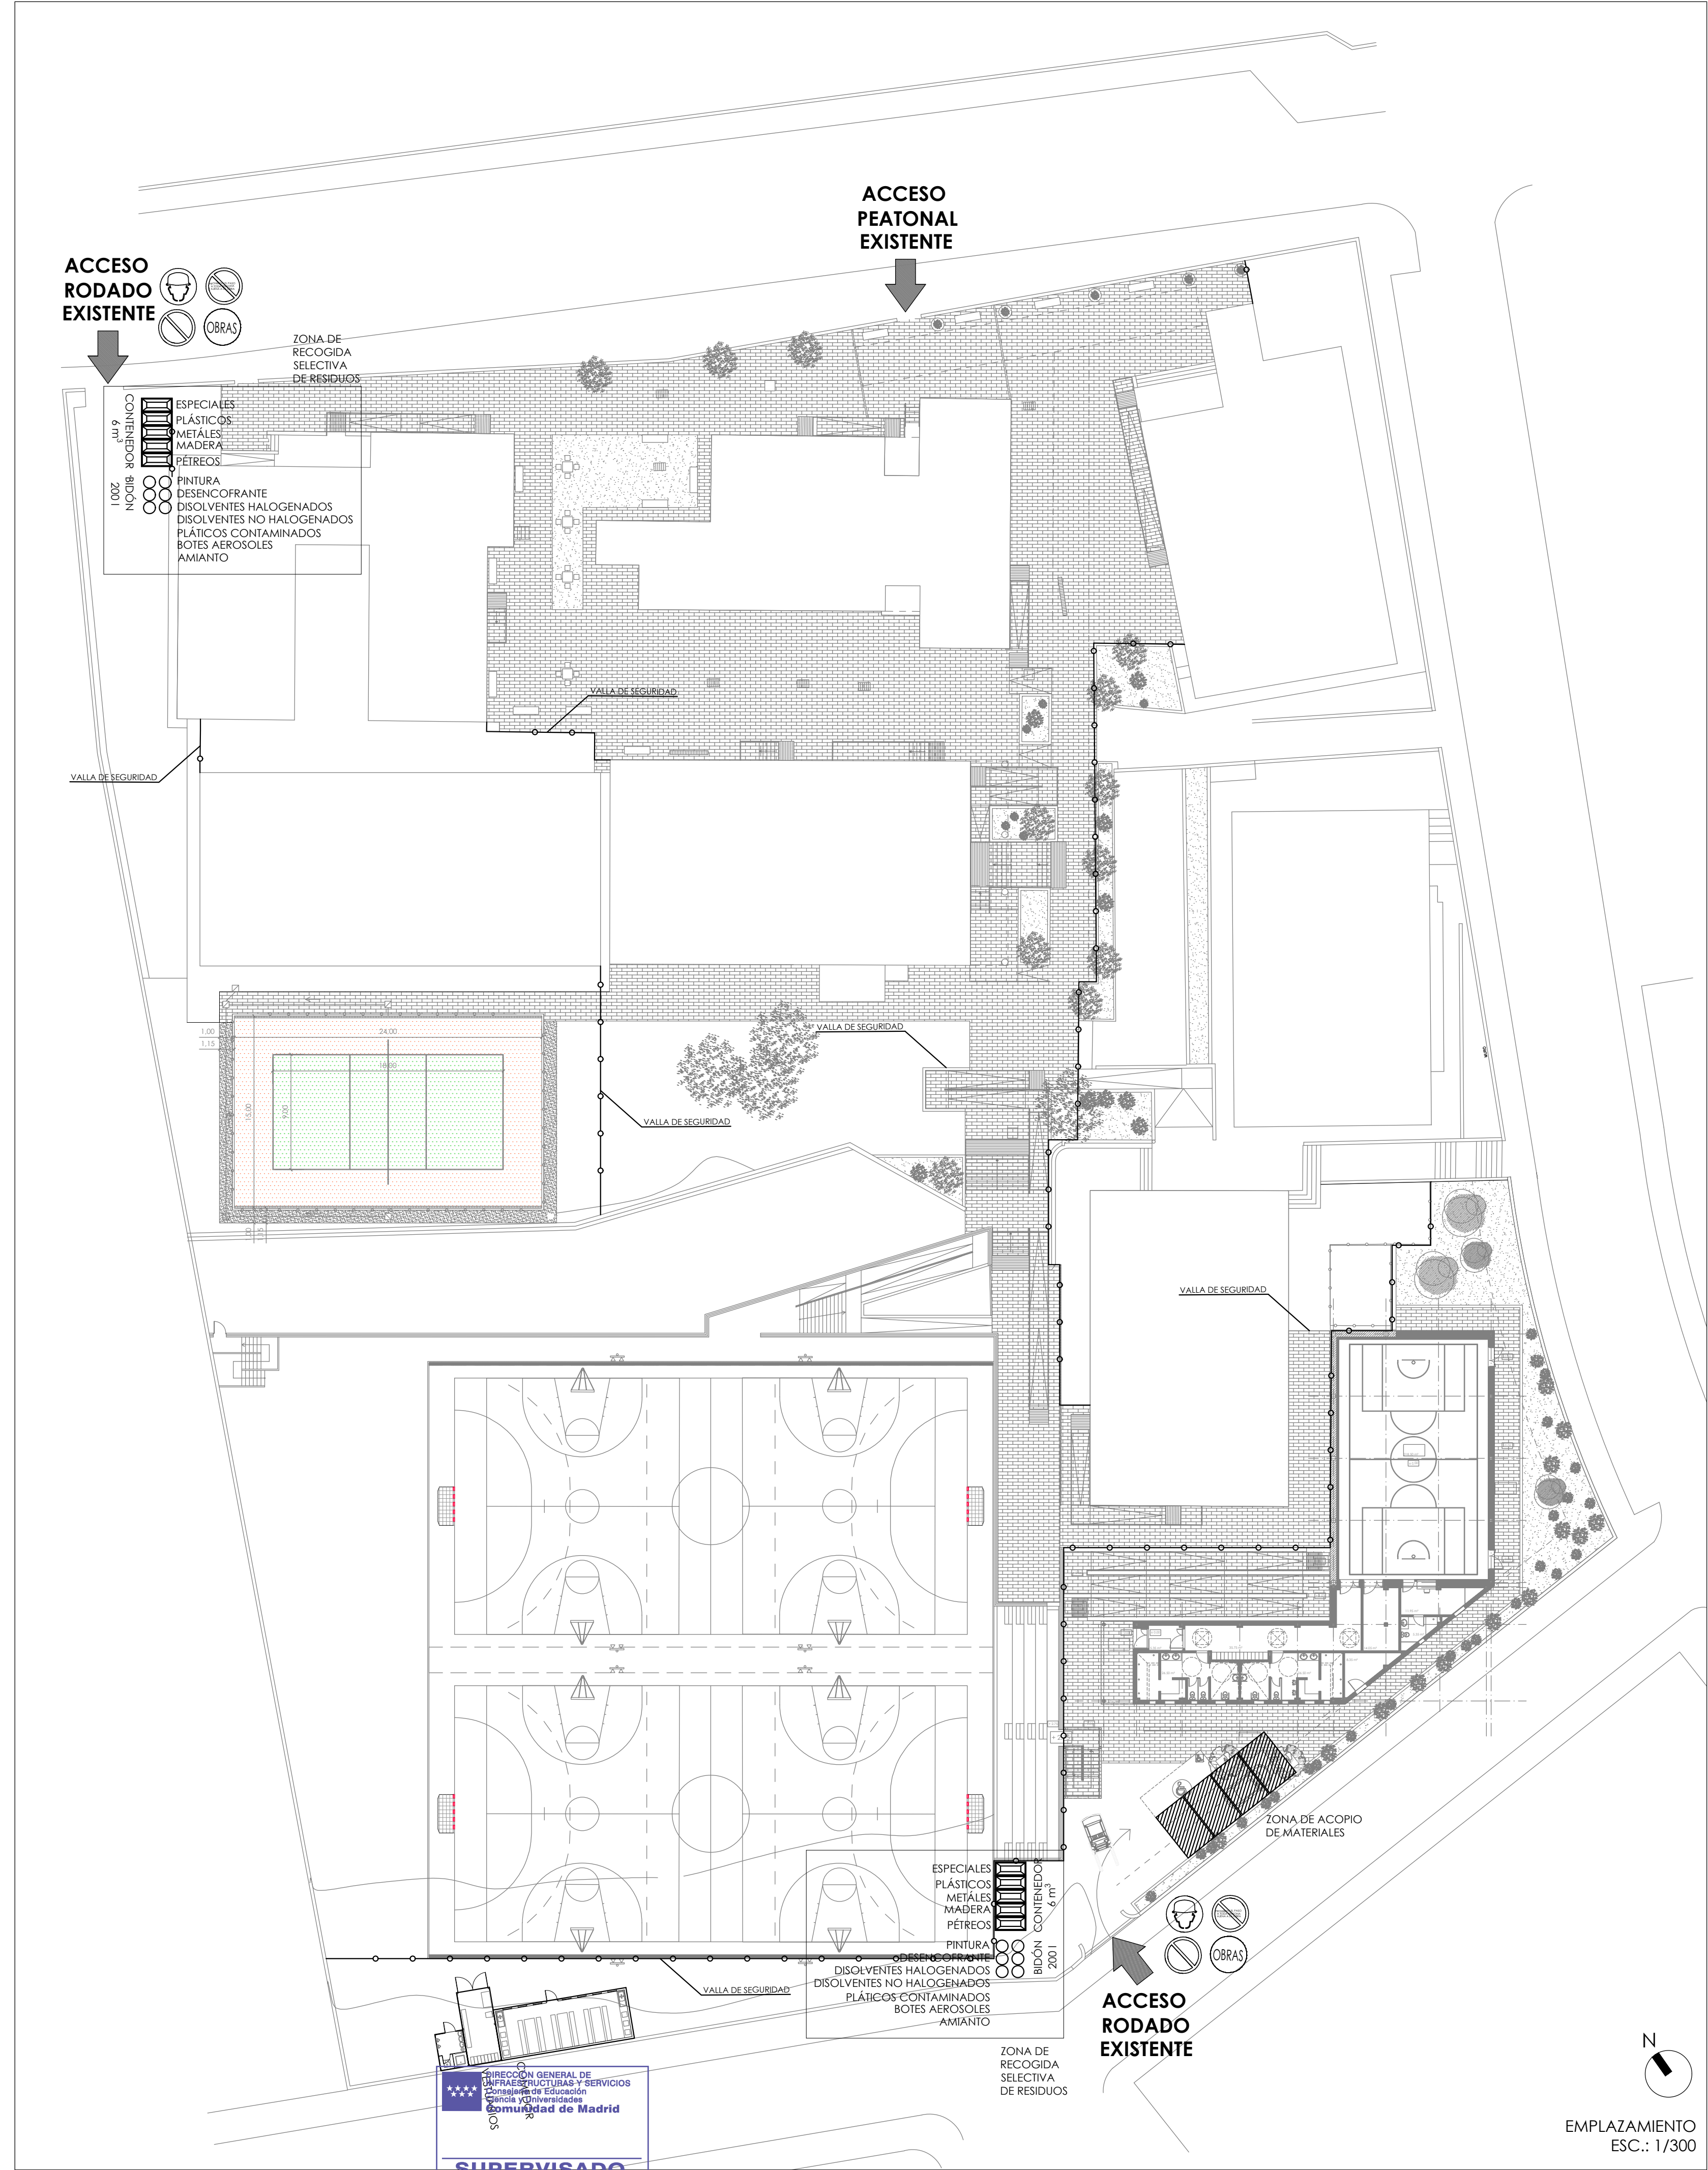 ACCESO
PEATONAL
EXISTENTE
ACCESO
RODADO
EXISTENTE
OBRAS
ZONA DE
RECOGIDA
SELECTIVA
DE RESIDUOS
CONTENEDOR
6 m³
ESPECIALES
PLÁSTICOS
METÁLES
MADERA
PÉTREOS
BIDÓN
200 l
PINTURA
DESENCOFRANTE
DISOLVENTES HALOGENADOS
DISOLVENTES NO HALOGENADOS
PLÁTICOS CONTAMINADOS
BOTES AEROSOLES
AMIANTO
VALLA DE SEGURIDAD
VALLA DE SEGURIDAD
VALLA DE SEGURIDAD
VALLA DE SEGURIDAD
1,00
1,15
24,00
18,00
15,00
9,00
VALLA DE SEGURIDAD
ZONA DE ACOPIO
DE MATERIALES
ESPECIALES
PLÁSTICOS
METÁLES
MADERA
PÉTREOS
CONTENEDOR
6 m³
PINTURA
DESENCOFRANTE
DISOLVENTES HALOGENADOS
DISOLVENTES NO HALOGENADOS
PLÁTICOS CONTAMINADOS
BOTES AEROSOLES
AMIANTO
BIDÓN
200 l
OBRAS
VALLA DE SEGURIDAD
ACCESO
RODADO
EXISTENTE
ZONA DE
RECOGIDA
SELECTIVA
DE RESIDUOS
COMEDOR
VESTUARIOS
DIRECCIÓN GENERAL DE
INFRAESTRUCTURAS Y SERVICIOS
Consejería de Educación
Ciencia y Universidades
Comunidad de Madrid
SUPERVISADO
N
EMPLAZAMIENTO
ESC.: 1/300